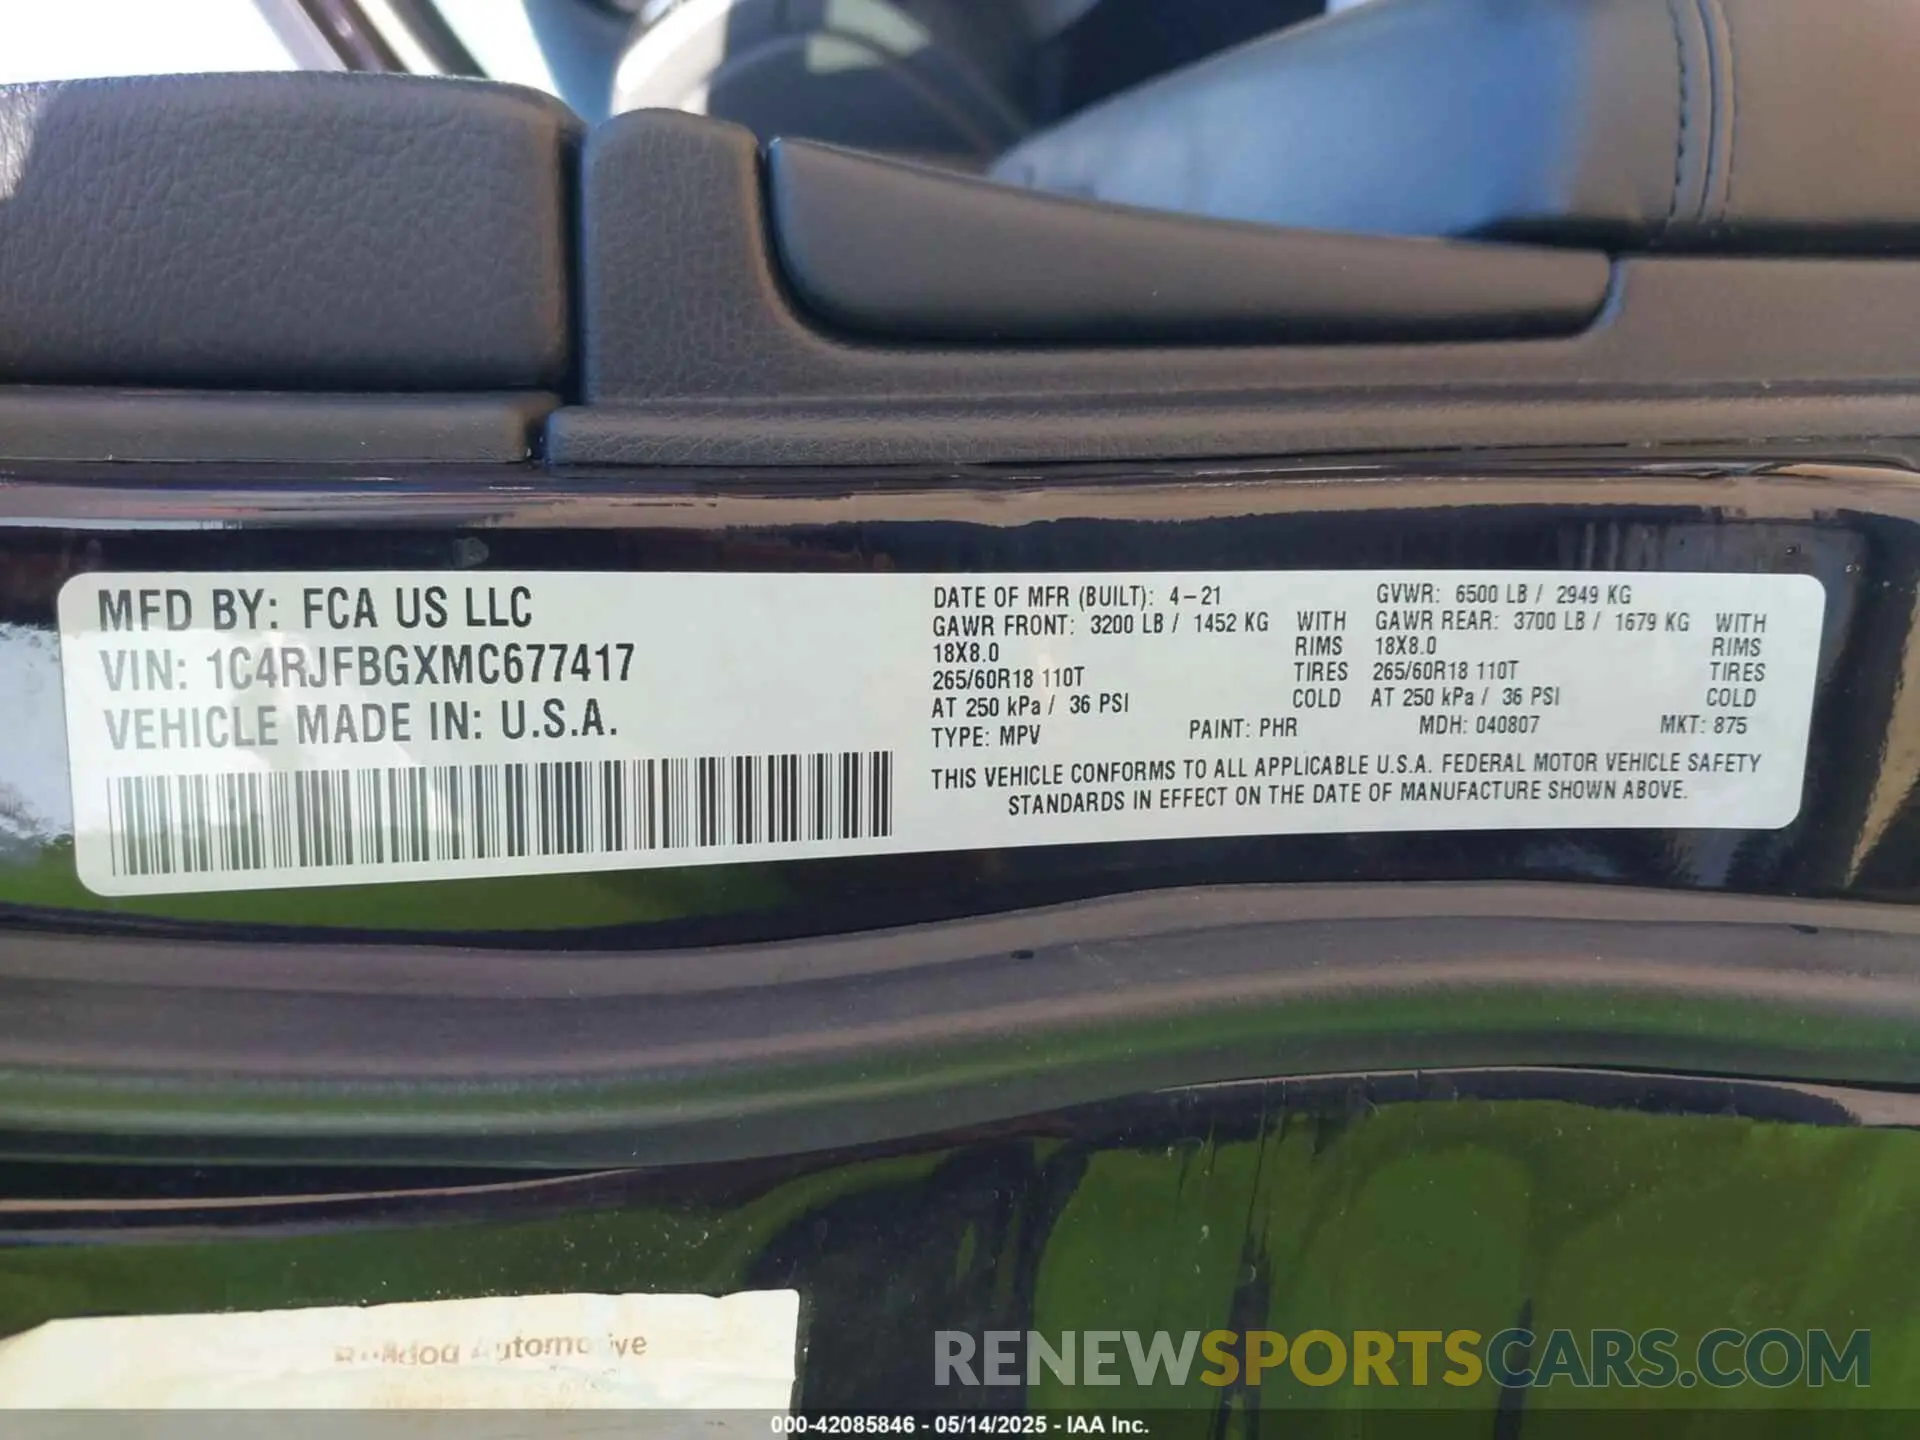 MFD BY: FCA US LLC
VIN: 1C4RJFBGXMC677417
VEHICLE MADE IN: U.S.A.
DATE OF MFR (BUILT): 4-21 GVWR: 6500 LB / 2949 KG
GAWR FRONT: 3200 LB / 1452 KG WITH GAWR REAR: 3700 LB / 1679 KG WITH
18X8.0 RIMS 18X8.0 RIMS
265/60R18 110T TIRES 265/60R18 110T TIRES
AT 250 kPa / 36 PSI COLD AT 250 kPa / 36 PSI COLD
TYPE: MPV PAINT: PHR MDH: 040807 MKT: 875
THIS VEHICLE CONFORMS TO ALL APPLICABLE U.S.A. FEDERAL MOTOR VEHICLE SAFETY
STANDARDS IN EFFECT ON THE DATE OF MANUFACTURE SHOWN ABOVE.
RENEWSPORTSCARS.COM
000-42085846 - 05/14/2025 - IAA Inc.